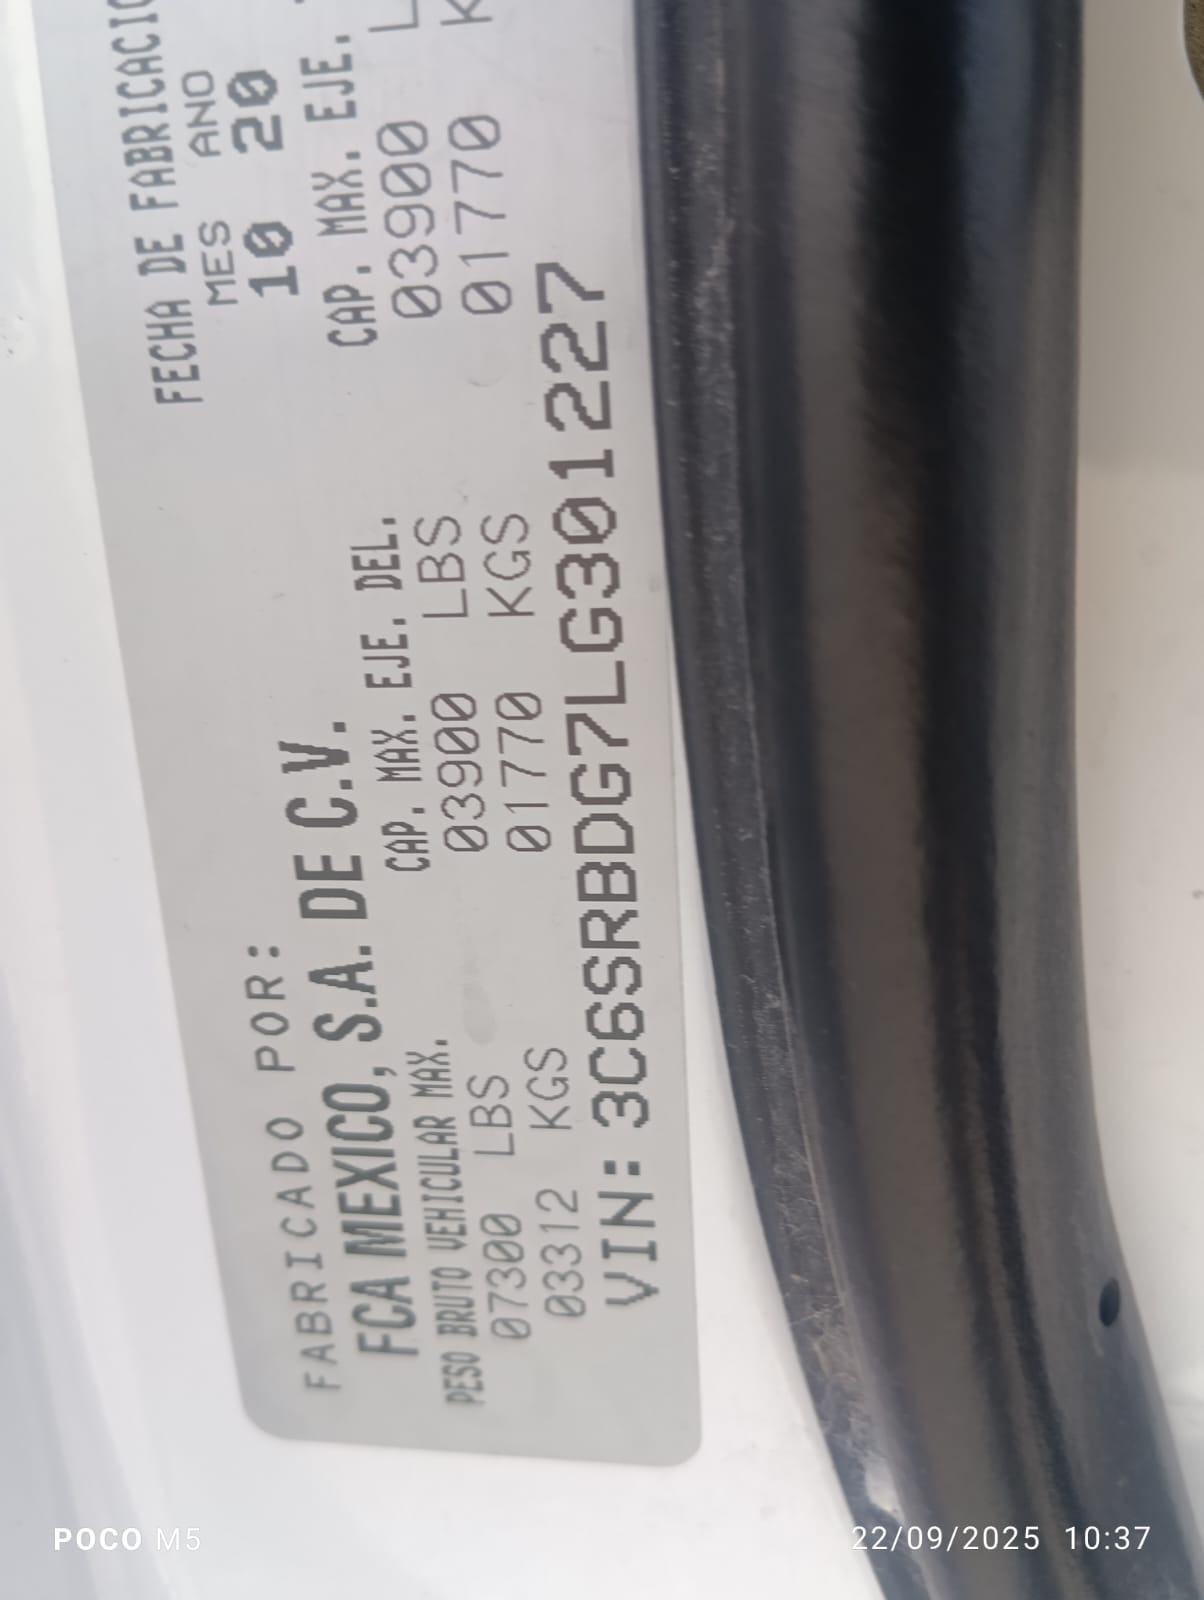 FECHA DE FABRICACIO
MES ANO
10 20
FABRICADO POR:
FCA MEXICO, S.A. DE C.V.
PESO BRUTO VEHICULAR MAX. CAP. MAX. EJE. DEL. CAP. MAX. EJE.
07300 LBS 03900 LBS 03900 L
03312 KGS 01770 KGS 01770 K
VIN: 3C6SRBDG7LG301227
POCO M5
22/09/2025 10:37